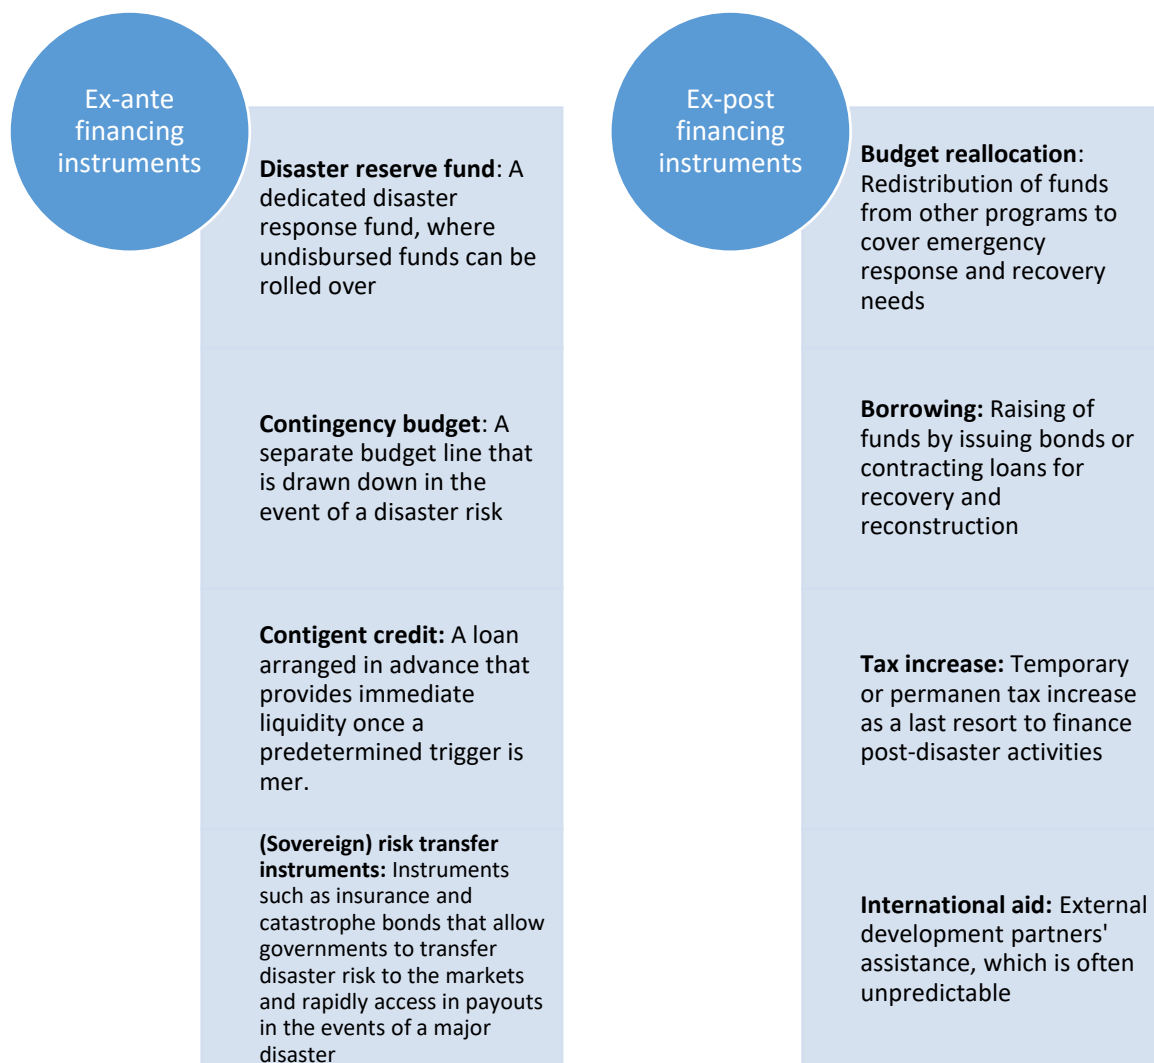 Ex-ante
financing
instruments
Disaster reserve fund: A
dedicated disaster
response fund, where
undisbursed funds can be
rolled over
Contingency budget: A
separate budget line that
is drawn down in the
event of a disaster risk
Contigent credit: A loan
arranged in advance that
provides immediate
liquidity once a
predetermined trigger is
mer.
(Sovereign) risk transfer
instruments: Instruments
such as insurance and
catastrophe bonds that allow
governments to transfer
disaster risk to the markets
and rapidly access in payouts
in the events of a major
disaster
Ex-post
financing
instruments
Budget reallocation:
Redistribution of funds
from other programs to
cover emergency
response and recovery
needs
Borrowing: Raising of
funds by issuing bonds or
contracting loans for
recovery and
reconstruction
Tax increase: Temporary
or permanen tax increase
as a last resort to finance
post-disaster activities
International aid: External
development partners'
assistance, which is often
unpredictable